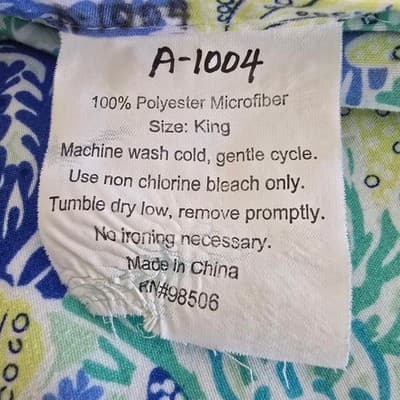 A-1004
A-1004
100% Polyester Microfiber
Size: King
Machine wash cold, gentle cycle.
Use non chlorine bleach only.
Tumble dry low, remove promptly.
No ironing necessary.
Made in China
RN#98506